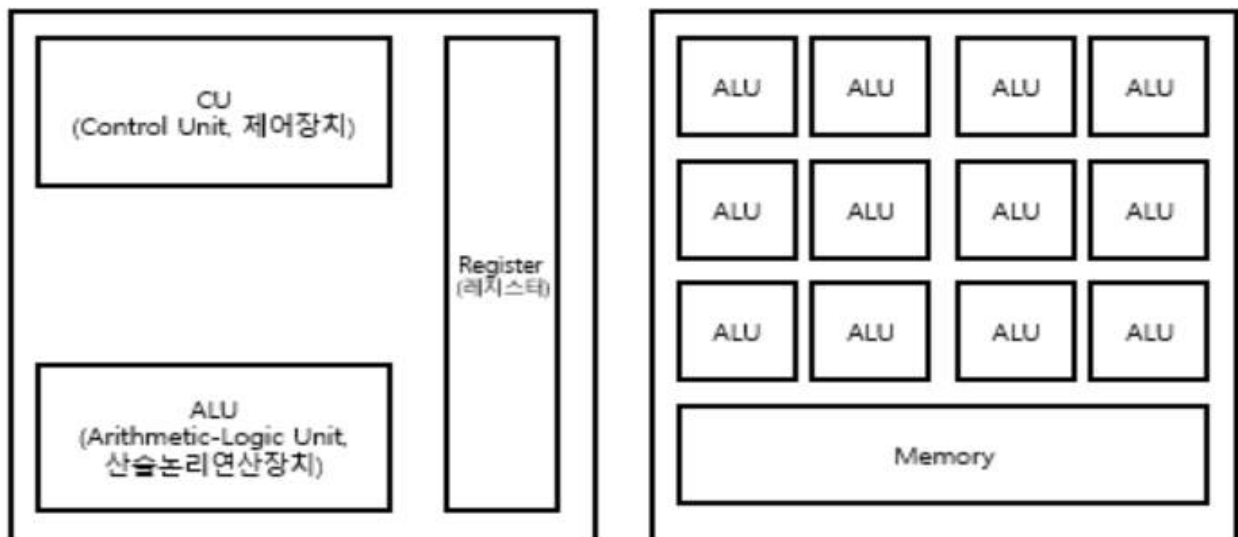 CU
(Control Unit, 제어장치)
Register
(레지스터)
ALU
(Arithmetic-Logic Unit,
산술논리연산장치)
ALU ALU ALU ALU
ALU ALU ALU ALU
ALU ALU ALU ALU
Memory